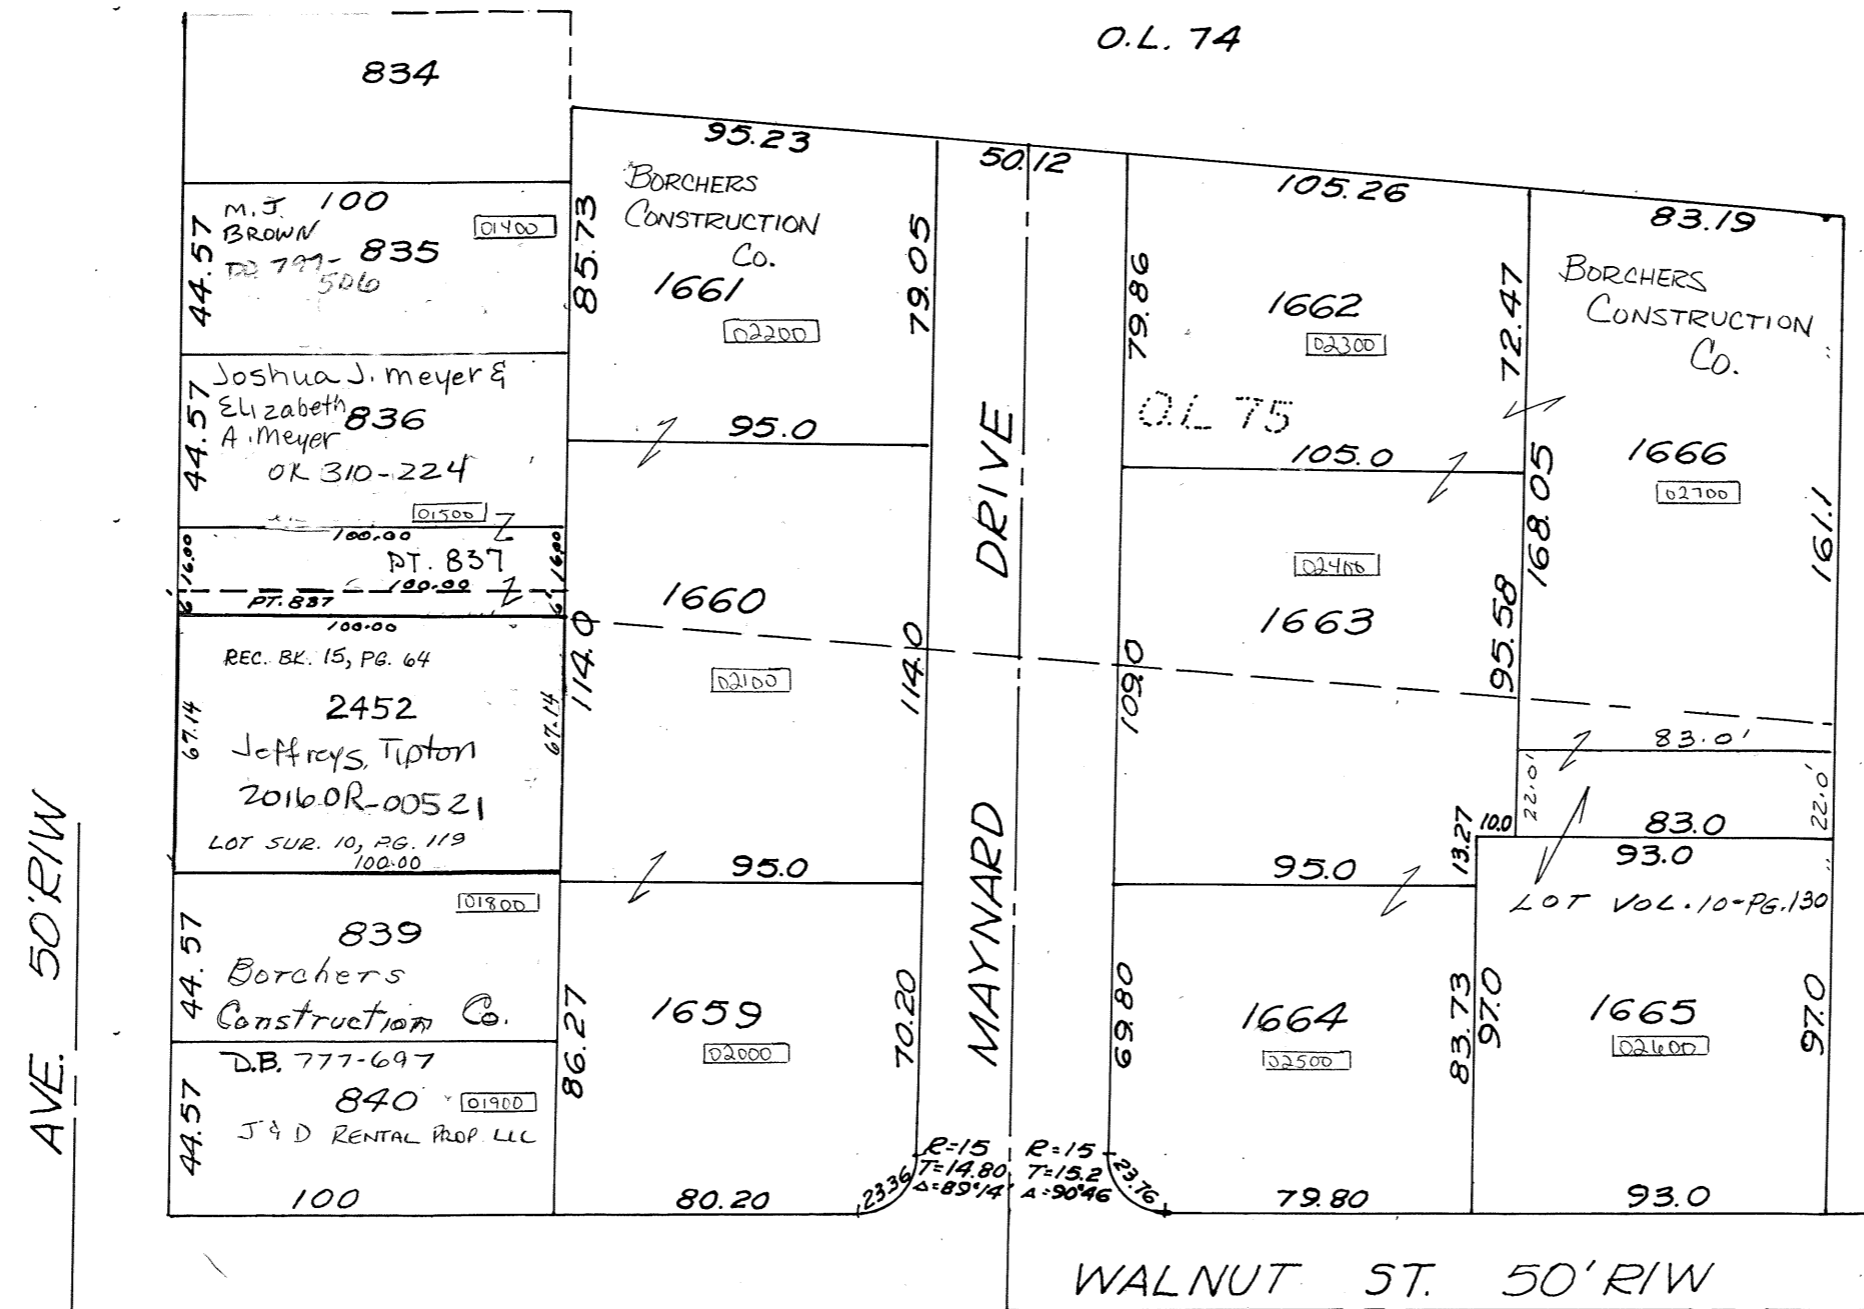 O.L. 74
834
95.23
50.12
105.26
83.19
M.J. 100
BROWN
01400
835
D.B. 799-
506
44.57
85.73
BORCHERS
CONSTRUCTION
Co.
1661
02200
79.05
79.86
1662
02300
72.47
BORCHERS
CONSTRUCTION
Co.
1666
02700
161.1
168.05
Joshua J. Meyer &
Elizabeth
A. Meyer
836
OR 310-224
01500
44.57
95.0
O.L 75
105.0
100.00
16.00
PT. 837
16.00
100.00
6'
PT. 837
6'
100.00
REC. BK. 15, PG. 64
2452
Jeffrey S. Tipton
2016 OR-00521
LOT SUR. 10, PG. 119
100.00
67.14
67.14
1660
02100
114.0
114.0
MAYNARD DRIVE
109.0
02400
1663
95.58
83.0'
22.0'
22.0'
83.0
10.0
13.27
93.0
LOT VOL. 10-PG. 130
95.0
95.0
01800
839
Borchers
Construction Co.
44.57
D.B. 777-697
840
01900
J & D RENTAL PROP. LLC
44.57
100
86.27
1659
02000
70.20
80.20
23.36
R=15
T=14.80
Δ=89°14'
R=15
T=15.2
Δ=90°46
23.76
69.80
1664
02500
83.73
79.80
97.0
1665
02600
97.0
93.0
AVE. 50' R/W
WALNUT ST. 50' R/W